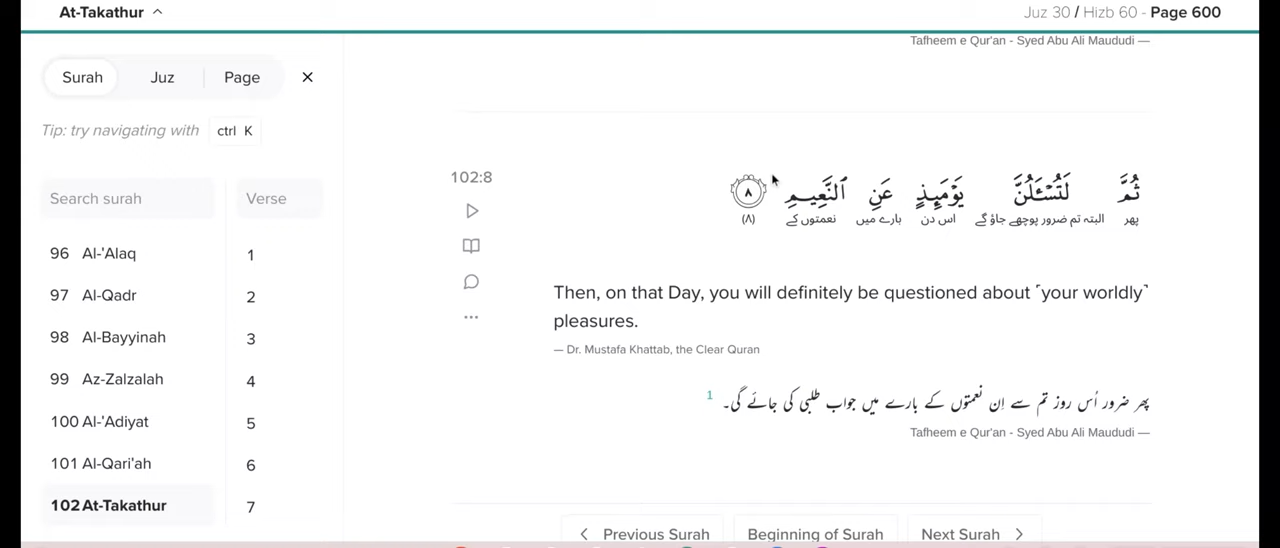 At-Takathur
Juz 30 / Hizb 60 - Page 600
Tafheem e Qur'an - Syed Abu Ali Maududi —
Surah Juz Page
Tip: try navigating with ctrl K
Search surah Verse
96 Al-'Alaq 1
97 Al-Qadr 2
98 Al-Bayyinah 3
99 Az-Zalzalah 4
100 Al-'Adiyat 5
101 Al-Qari'ah 6
102 At-Takathur 7
102:8
ثُمَّ لَتُسْـَٔلُنَّ يَوْمَئِذٍ عَنِ ٱلنَّعِيمِ ٨
پھر البتہ تم ضرور پوچھے جاؤ گے اس دن بارے میں نعمتوں کے (۸)
Then, on that Day, you will definitely be questioned about ˹your worldly˺
pleasures.
— Dr. Mustafa Khattab, the Clear Quran
پھر ضرور اُس روز تم سے اِن نعمتوں کے بارے میں جواب طلبی کی جائے گی۔ 1
Tafheem e Qur'an - Syed Abu Ali Maududi —
Previous Surah Beginning of Surah Next Surah